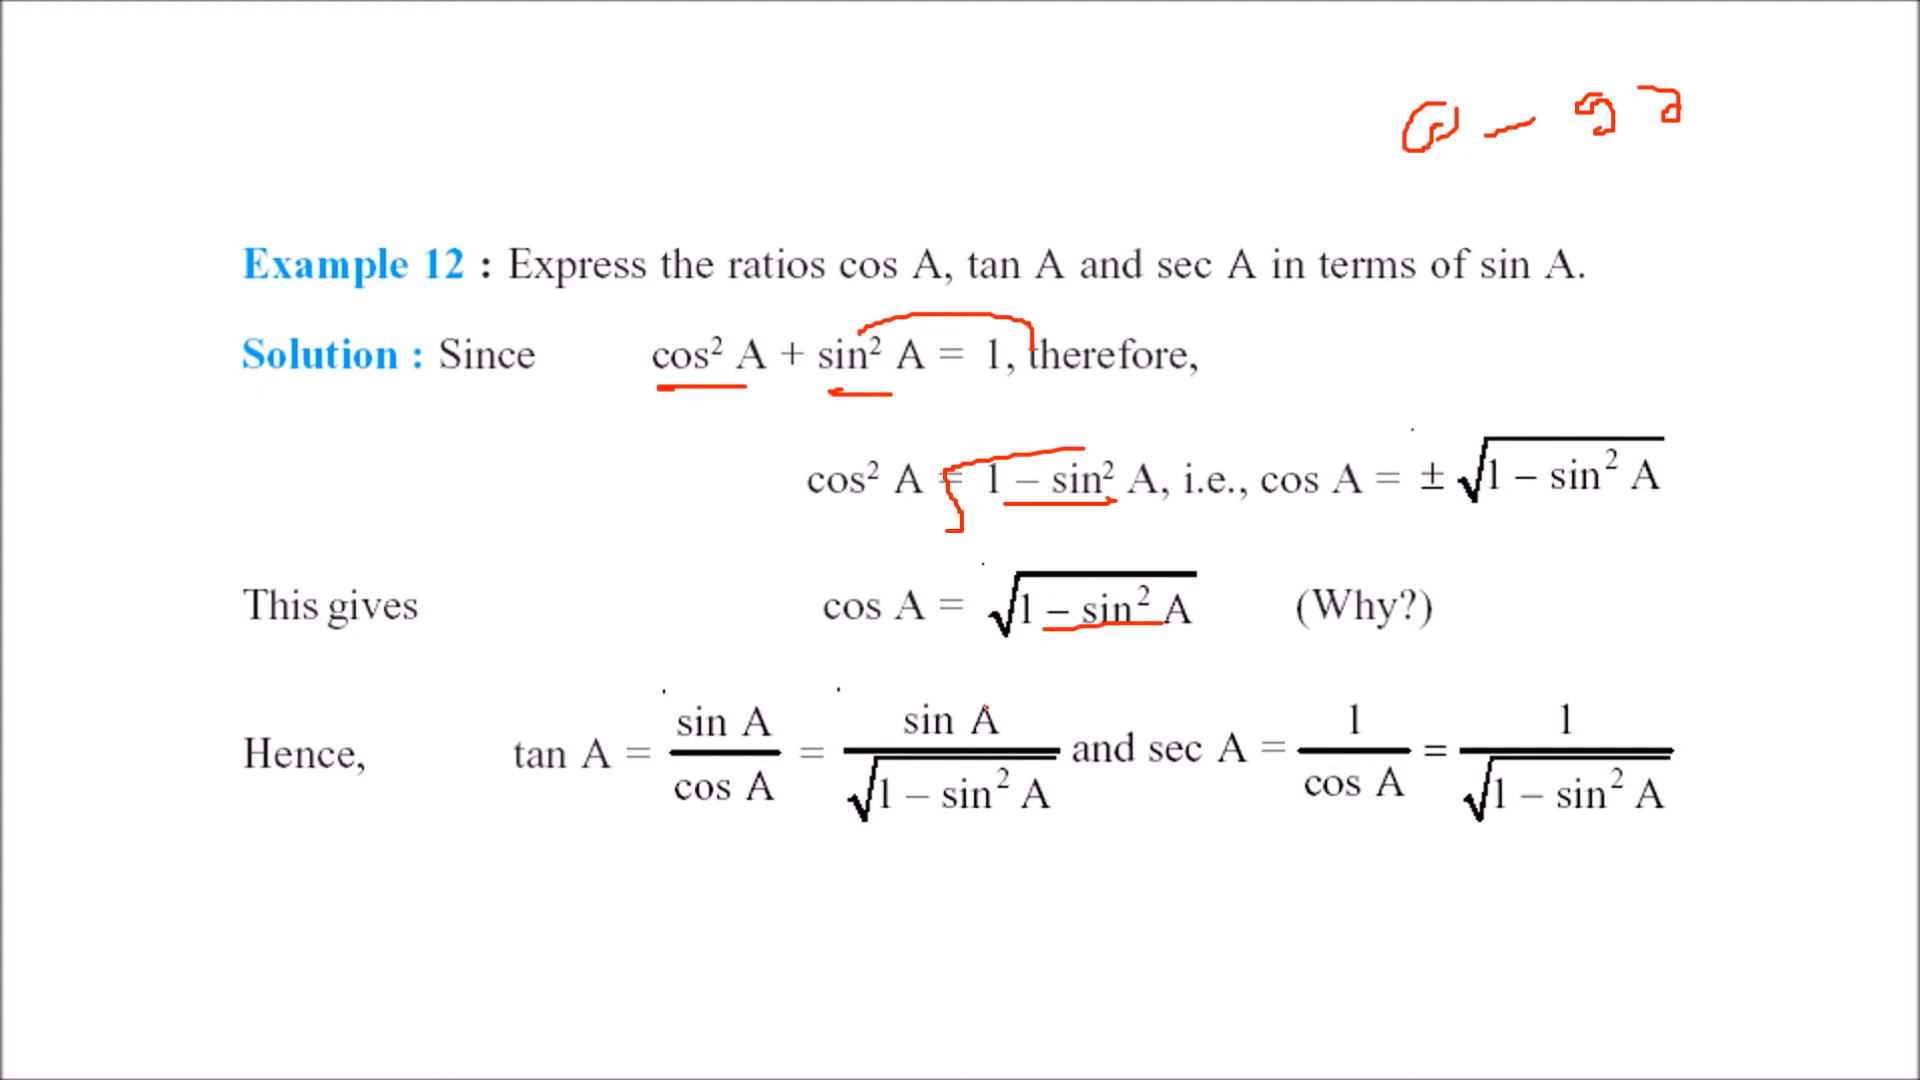 Example 12 : Express the ratios cos A, tan A and sec A in terms of sin A.
Solution : Since cos² A + sin² A = 1, therefore,
cos² A = 1 – sin² A, i.e., cos A = ± √(1 – sin² A)
This gives cos A = √(1 – sin² A) (Why?)
Hence, tan A = sin A / cos A = sin A / √(1 – sin² A) and sec A = 1 / cos A = 1 / √(1 – sin² A)